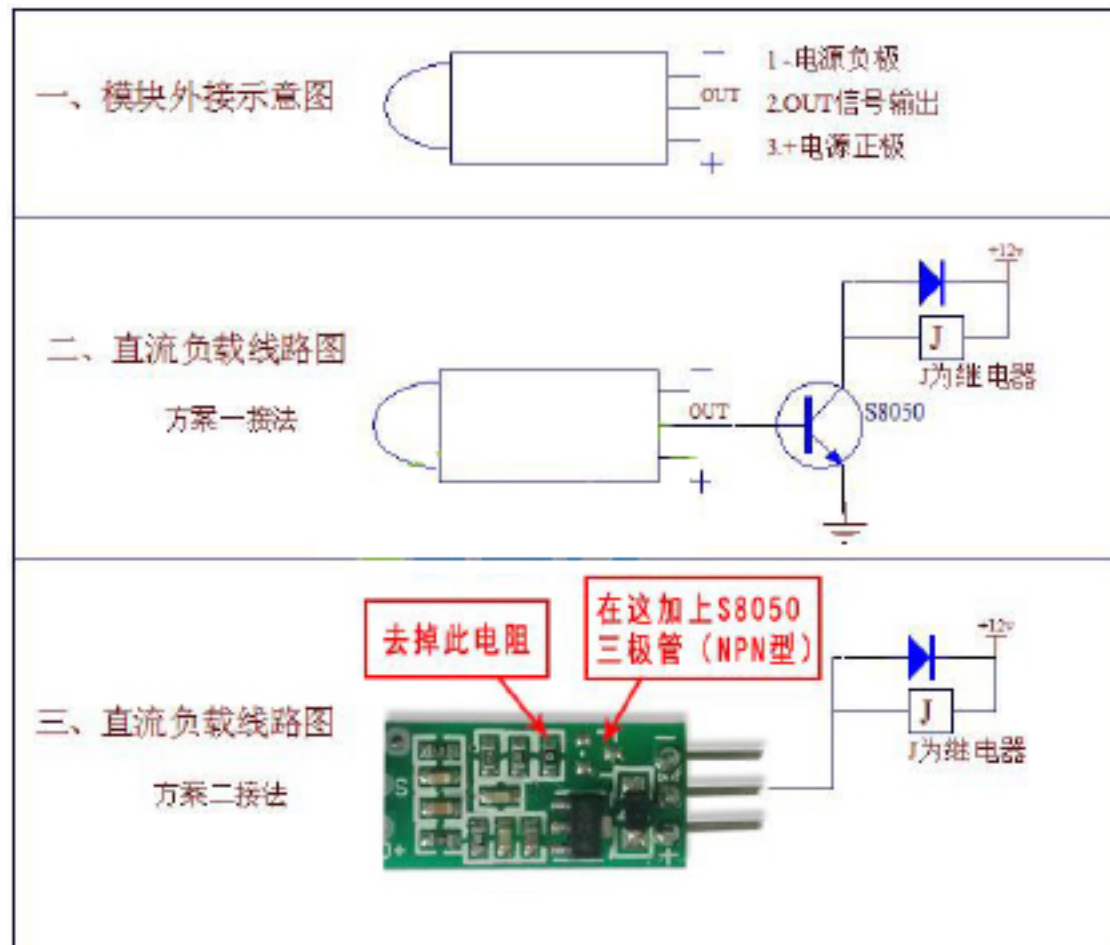 一、模块外接示意图
−
OUT
+
1 -电源负极
2.OUT信号输出
3.+电源正极
二、直流负载线路图
方案一接法
−
OUT
+
+12v
J
J为继电器
S8050
三、直流负载线路图
方案二接法
去掉此电阻
在这加上S8050
三极管（NPN型）
+12v
J
J为继电器
S
−
+